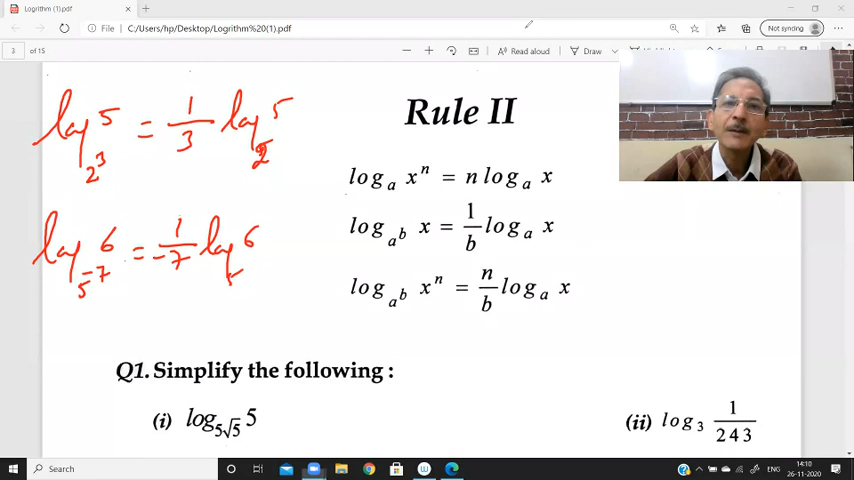 Logrithm (1).pdf
File C:/Users/hp/Desktop/Logrithm%20(1).pdf Not syncing
3 of 15 Read aloud Draw
log_{2^3} 5 = 1/3 log_2 5
log_{5^{-7}} 6 = 1/-7 log_5 6
Rule II
log_a x^n = n log_a x
log_{a^b} x = 1/b log_a x
log_{a^b} x^n = n/b log_a x
Q1. Simplify the following :
(i) log_{5√5} 5
(ii) log_3 1/243
Search ENG 14:10
26-11-2020